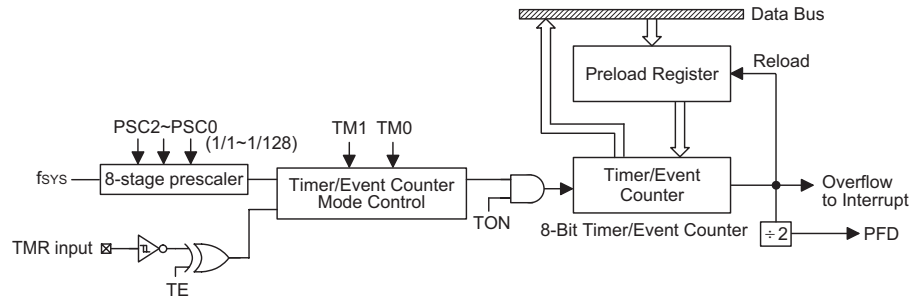 Data Bus
Preload Register
Reload
PSC2~PSC0
(1/1~1/128)
TM1 TM0
fSYS
8-stage prescaler
Timer/Event Counter
Mode Control
TON
Timer/Event
Counter
8-Bit Timer/Event Counter
Overflow
to Interrupt
÷2
PFD
TMR input
TE